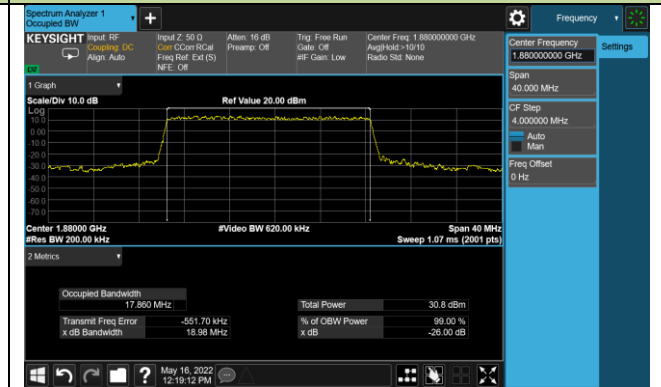 Spectrum Analyzer 1
Occupied BW
+
Frequency
KEYSIGHT
Input: RF
Coupling: DC
Align: Auto
Input Z: 50 Ω
Corr CCorr RCal
Freq Ref: Ext (S)
NFE: Off
Atten: 16 dB
Preamp: Off
Trig: Free Run
Gate: Off
#IF Gain: Low
Center Freq: 1.880000000 GHz
Avg|Hold:>10/10
Radio Std: None
Center Frequency
1.880000000 GHz
Settings
Span
40.000 MHz
CF Step
4.000000 MHz
Auto
Man
Freq Offset
0 Hz
1 Graph
Scale/Div 10.0 dB
Ref Value 20.00 dBm
Log
10.0
0.00
-10.0
-20.0
-30.0
-40.0
-50.0
-60.0
-70.0
Center 1.88000 GHz
#Video BW 620.00 kHz
Span 40 MHz
#Res BW 200.00 kHz
Sweep 1.07 ms (2001 pts)
2 Metrics
Occupied Bandwidth
17.860 MHz
Total Power
30.8 dBm
Transmit Freq Error
-551.70 kHz
% of OBW Power
99.00 %
x dB Bandwidth
18.98 MHz
x dB
-26.00 dB
?
May 16, 2022
12:19:12 PM